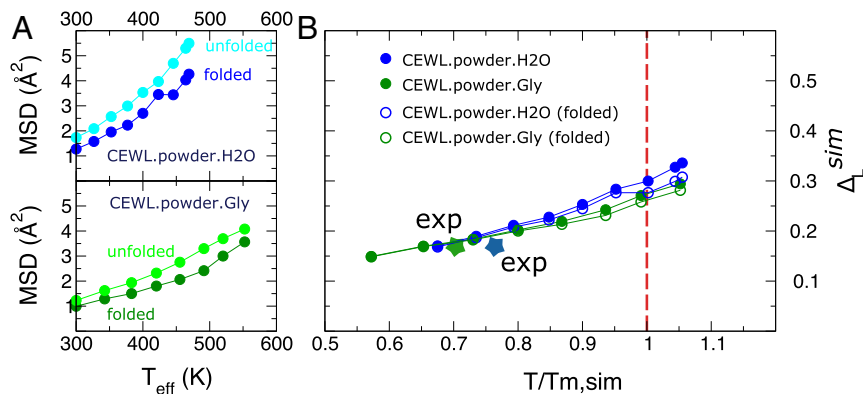 A
300 400 500 600
B
MSD (Å²)
5
4
3
2
1
unfolded
folded
CEWL.powder.H2O
MSD (Å²)
5
4
3
2
1
CEWL.powder.Gly
unfolded
folded
300 400 500 600
T_eff (K)
CEWL.powder.H2O
CEWL.powder.Gly
CEWL.powder.H2O (folded)
CEWL.powder.Gly (folded)
exp
exp
0.5
0.4
0.3
0.2
0.1
Δ_L^sim
0.5 0.6 0.7 0.8 0.9 1 1.1
T/Tm,sim